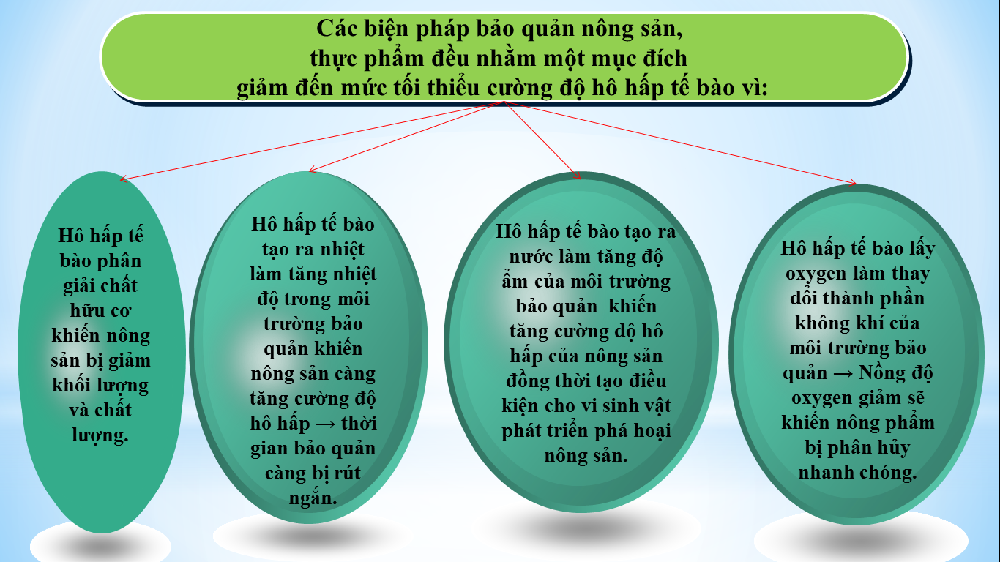 Các biện pháp bảo quản nông sản,
thực phẩm đều nhằm một mục đích
giảm đến mức tối thiểu cường độ hô hấp tế bào vì:
Hô hấp tế
bào phân
giải chất
hữu cơ
khiến nông
sản bị giảm
khối lượng
và chất
lượng.
Hô hấp tế bào
tạo ra nhiệt
làm tăng nhiệt
độ trong môi
trường bảo
quản khiến
nông sản càng
tăng cường độ
hô hấp → thời
gian bảo quản
càng bị rút
ngắn.
Hô hấp tế bào tạo ra
nước làm tăng độ
ẩm của môi trường
bảo quản khiến
tăng cường độ hô
hấp của nông sản
đồng thời tạo điều
kiện cho vi sinh vật
phát triển phá hoại
nông sản.
Hô hấp tế bào lấy
oxygen làm thay
đổi thành phần
không khí của
môi trường bảo
quản → Nồng độ
oxygen giảm sẽ
khiến nông phẩm
bị phân hủy
nhanh chóng.